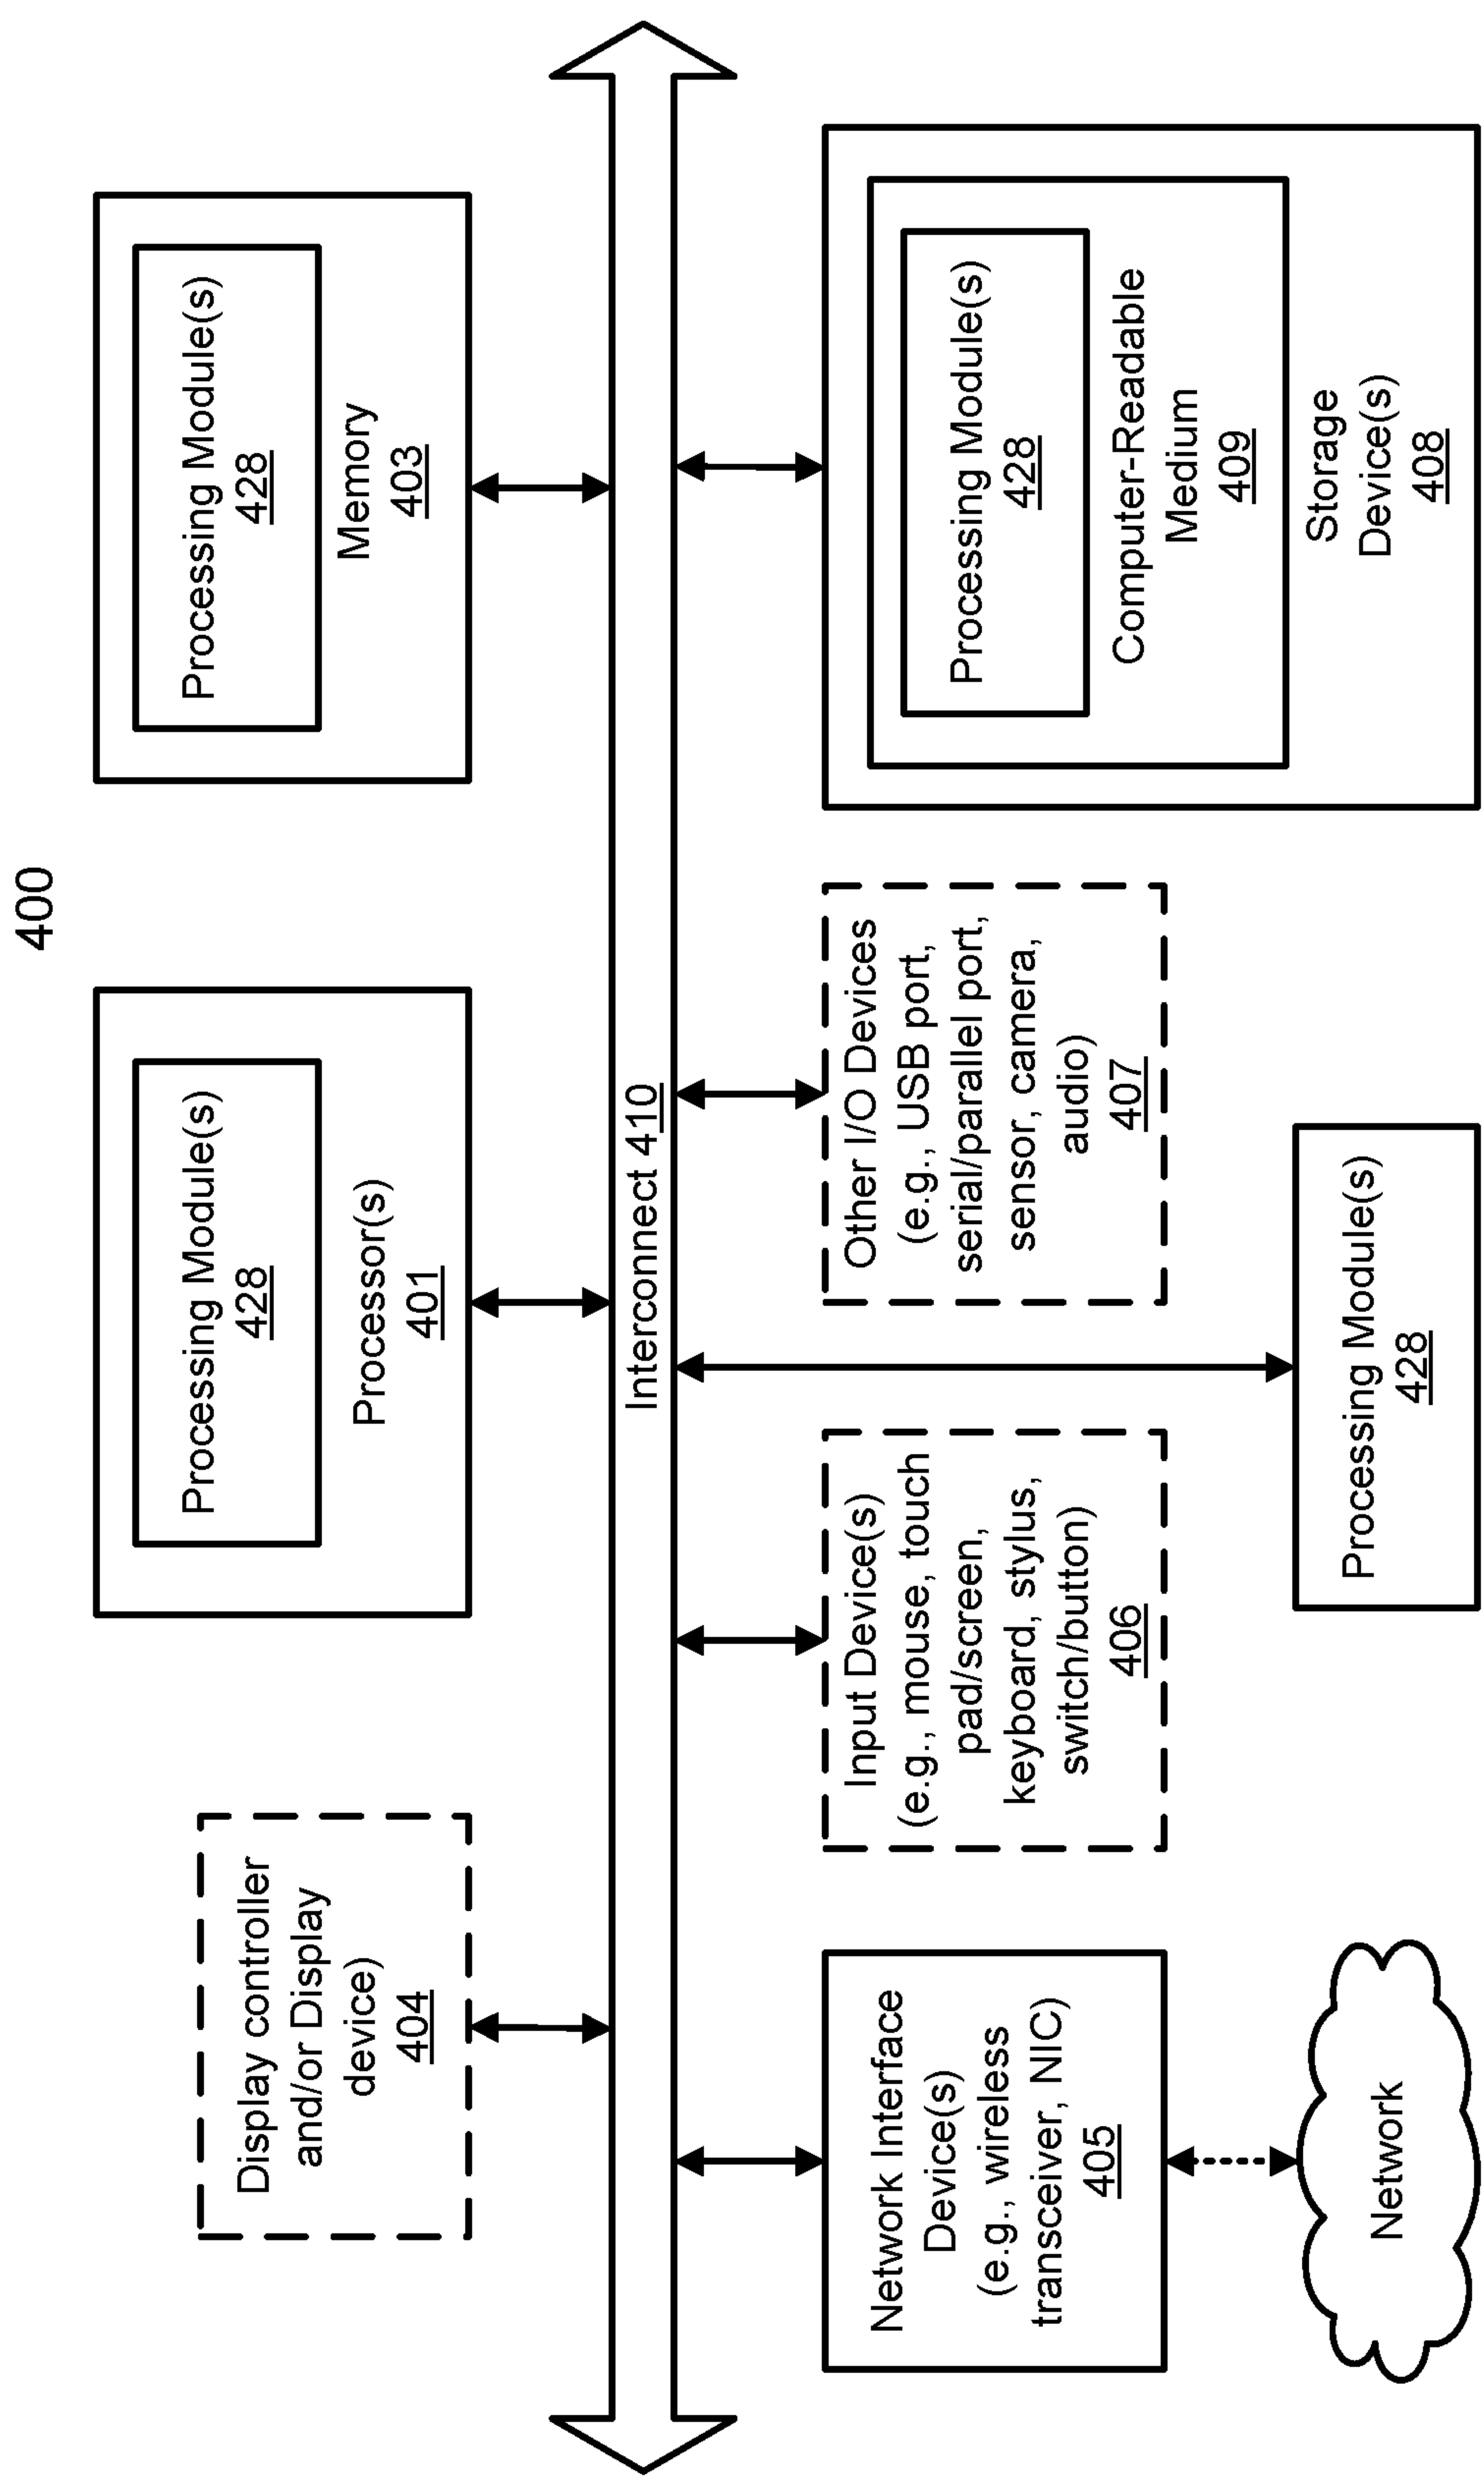 400
Display controller
and/or Display
device)
404
Processing Module(s)
428
Processor(s)
401
Processing Module(s)
428
Memory
403
Interconnect 410
Network Interface
Device(s)
(e.g., wireless
transceiver, NIC)
405
Input Device(s)
(e.g., mouse, touch
pad/screen,
keyboard, stylus,
switch/button)
406
Other I/O Devices
(e.g., USB port,
serial/parallel port,
sensor, camera,
audio)
407
Processing Module(s)
428
Computer-Readable
Medium
409
Storage
Device(s)
408
Network
Processing Module(s)
428